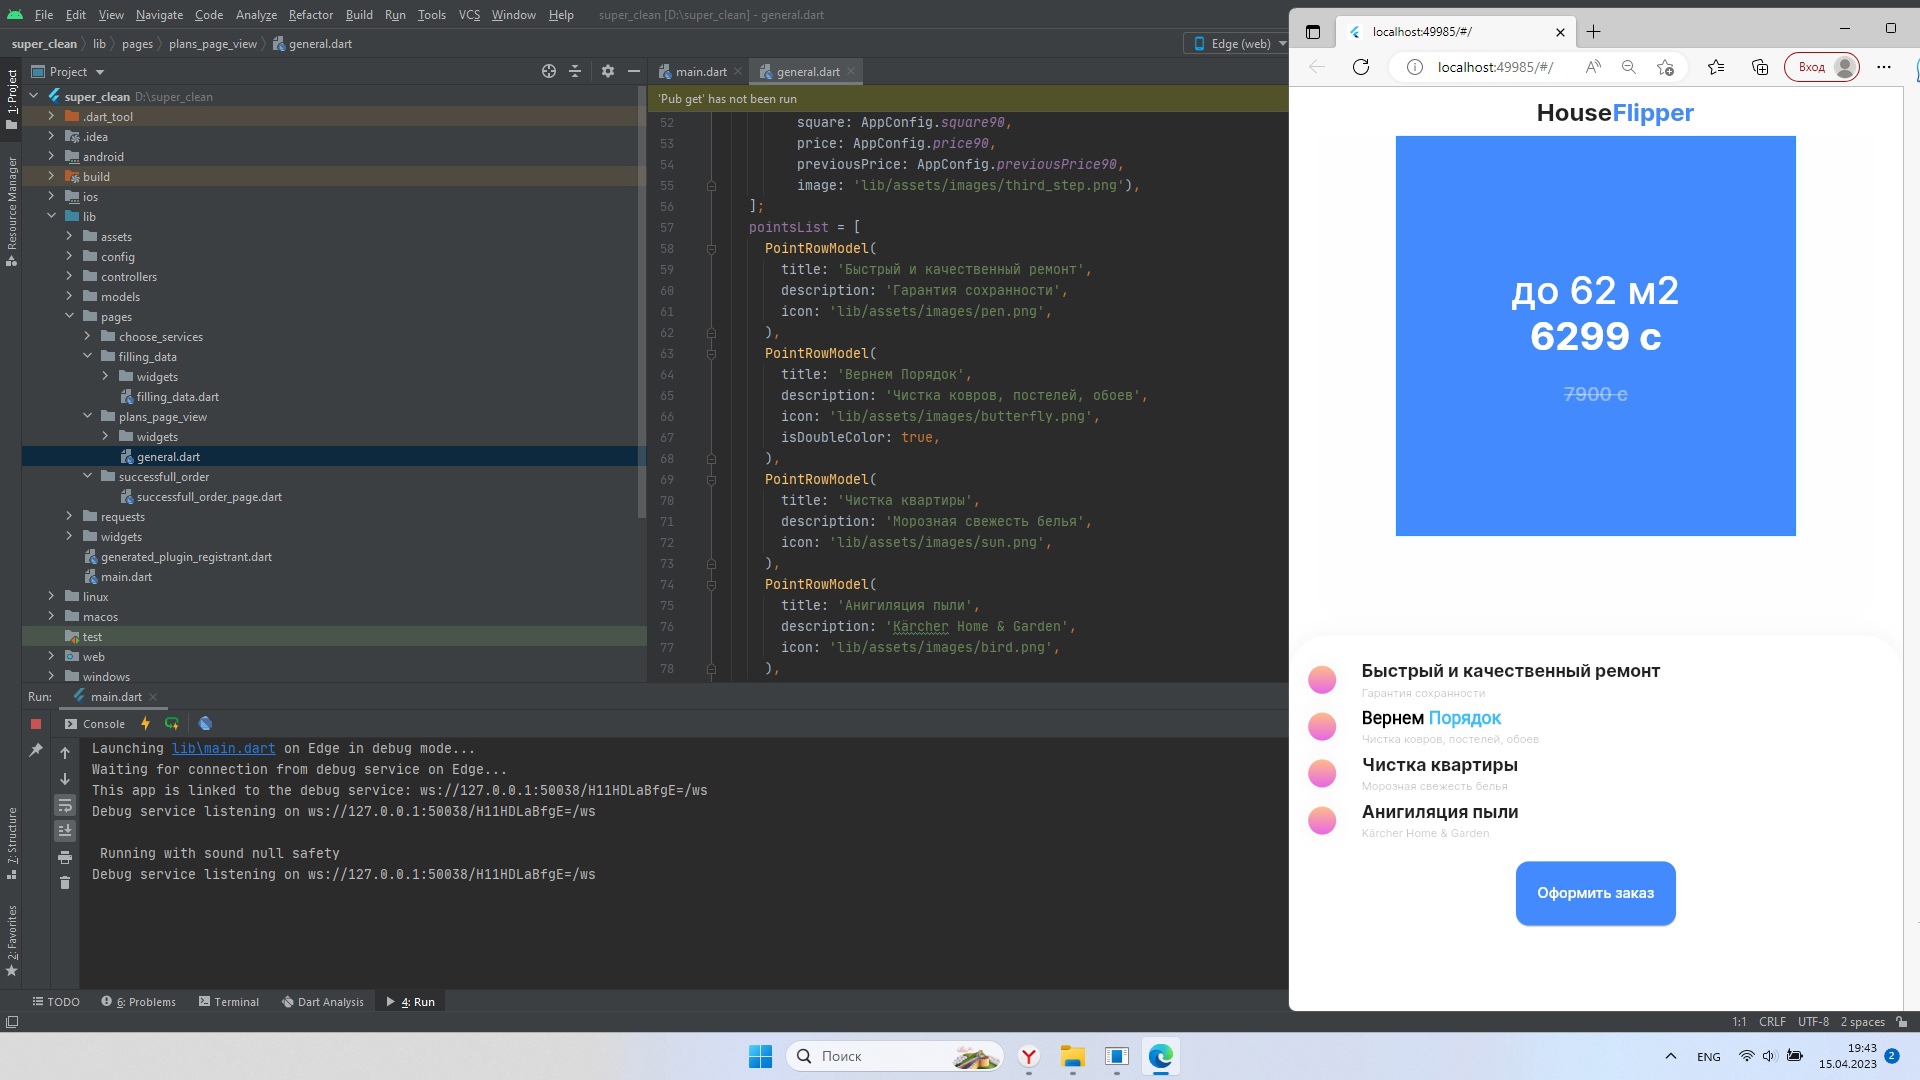 File Edit View Navigate Code Analyze Refactor Build Run Tools VCS Window Help super_clean [D:\super_clean] - general.dart
super_clean lib pages plans_page_view general.dart
Edge (web)
1: Project
Resource Manager
7: Structure
2: Favorites
Project
super_clean D:\super_clean
.dart_tool
.idea
android
build
ios
lib
assets
config
controllers
models
pages
choose_services
filling_data
widgets
filling_data.dart
plans_page_view
widgets
general.dart
successfull_order
successfull_order_page.dart
requests
widgets
generated_plugin_registrant.dart
main.dart
linux
macos
test
web
windows
main.dart general.dart
'Pub get' has not been run
52 square: AppConfig.square90,
53 price: AppConfig.price90,
54 previousPrice: AppConfig.previousPrice90,
55 image: 'lib/assets/images/third_step.png'),
56 ];
57 pointsList = [
58 PointRowModel(
59 title: 'Быстрый и качественный ремонт',
60 description: 'Гарантия сохранности',
61 icon: 'lib/assets/images/pen.png',
62 ),
63 PointRowModel(
64 title: 'Вернем Порядок',
65 description: 'Чистка ковров, постелей, обоев',
66 icon: 'lib/assets/images/butterfly.png',
67 isDoubleColor: true,
68 ),
69 PointRowModel(
70 title: 'Чистка квартиры',
71 description: 'Морозная свежесть белья',
72 icon: 'lib/assets/images/sun.png',
73 ),
74 PointRowModel(
75 title: 'Анигиляция пыли',
76 description: 'Kärcher Home & Garden',
77 icon: 'lib/assets/images/bird.png',
78 ),
Run: main.dart
Console
Launching lib\main.dart on Edge in debug mode...
Waiting for connection from debug service on Edge...
This app is linked to the debug service: ws://127.0.0.1:50038/H11HDLaBfgE=/ws
Debug service listening on ws://127.0.0.1:50038/H11HDLaBfgE=/ws
Running with sound null safety
Debug service listening on ws://127.0.0.1:50038/H11HDLaBfgE=/ws
TODO 6: Problems Terminal Dart Analysis 4: Run
1:1 CRLF UTF-8 2 spaces
localhost:49985/#/
localhost:49985/#/
Вход
HouseFlipper
до 62 м2
6299 с
7900 с
Быстрый и качественный ремонт
Гарантия сохранности
Вернем Порядок
Чистка ковров, постелей, обоев
Чистка квартиры
Морозная свежесть белья
Анигиляция пыли
Kärcher Home & Garden
Оформить заказ
Поиск
ENG
19:43
15.04.2023
2